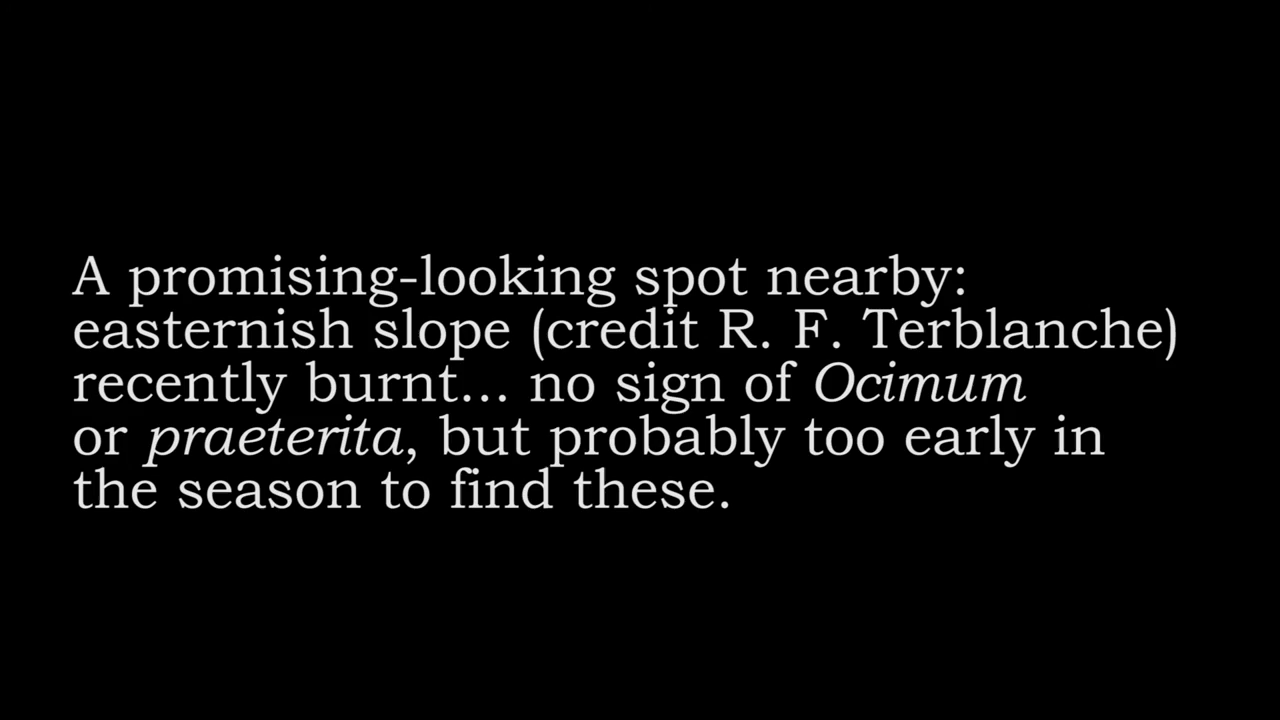 A promising-looking spot nearby:
easternish slope (credit R. F. Terblanche)
recently burnt... no sign of Ocimum
or praeterita, but probably too early in
the season to find these.